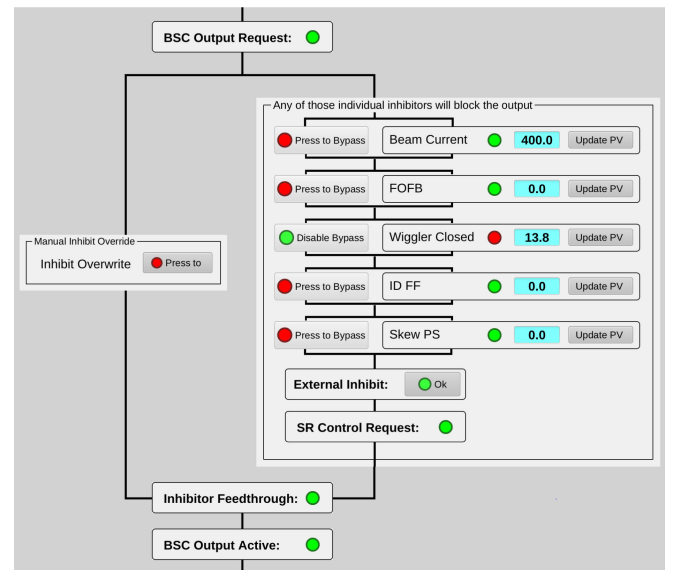 BSC Output Request:
Any of those individual inhibitors will block the output
Press to Bypass Beam Current 400.0 Update PV
Press to Bypass FOFB 0.0 Update PV
Disable Bypass Wiggler Closed 13.8 Update PV
Manual Inhibit Override
Inhibit Overwrite Press to
Press to Bypass ID FF 0.0 Update PV
Press to Bypass Skew PS 0.0 Update PV
External Inhibit: Ok
SR Control Request:
Inhibitor Feedthrough:
BSC Output Active: